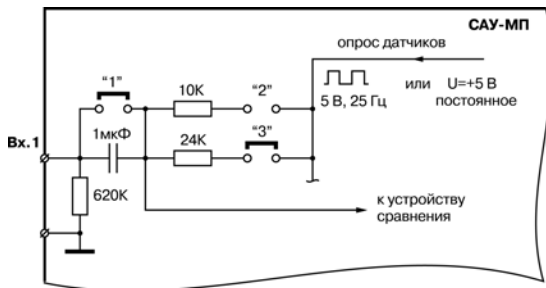 САУ-МП
опрос датчиков
или U=+5 В
постоянное
5 В, 25 Гц
"1"
10K
"2"
Вх.1
1мкФ
24K
"3"
620K
к устройству
сравнения